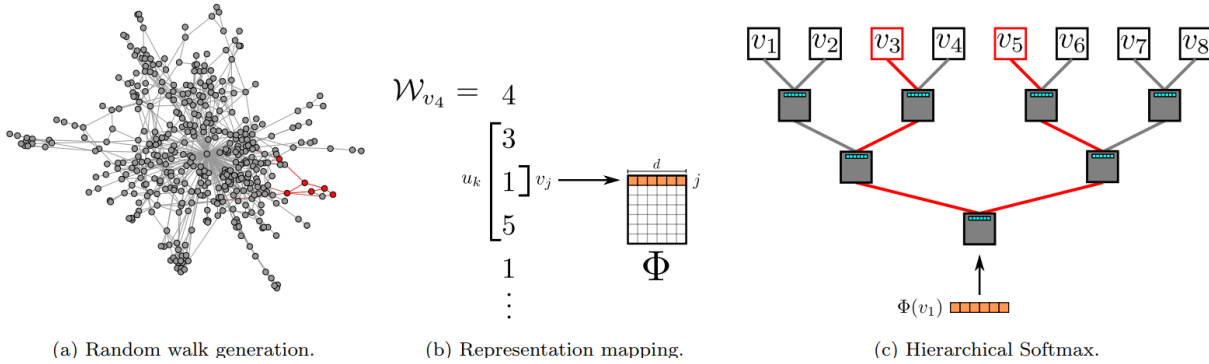 (a) Random walk generation.
𝒲_{v_4} = 4
3
u_k 1 v_j
5
1
⋮
d
j
Φ
(b) Representation mapping.
v_1 v_2 v_3 v_4 v_5 v_6 v_7 v_8
Φ(v_1)
(c) Hierarchical Softmax.